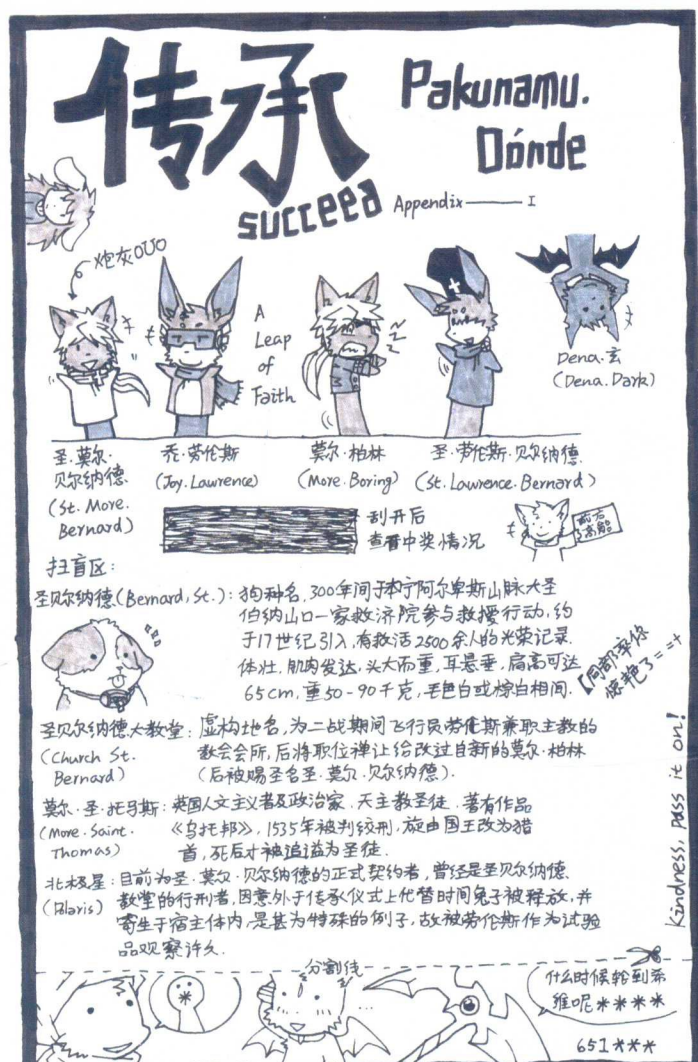 传承
succeed
Pakunamu.
Dónde
Appendix —— I
炮灰OUO
A
Leap
of
Faith
Dena.玄
(Dena.Dark)
圣·莫尔·
贝尔纳德
(St. More.
Bernard)
乔·劳伦斯
(Joy.Lawrence)
莫尔·柏林
(More.Boring)
圣·劳伦斯·贝尔纳德
(St.Lawrence.Bernard)
刮开后
查看中奖情况
前方
高能
扫盲区:
圣贝尔纳德(Bernard, St.): 狗种名, 300年间于本宁阿尔卑斯山脉大圣
伯纳山口一家救济院参与救援行动, 约
于17世纪引入, 有救活2500余人的光荣记录.
体壮, 肌肉发达, 头大而重, 耳悬垂, 肩高可达
65cm, 重50-90千克, 毛色白或棕白相间.
圣贝尔纳德大教堂: 虚构地名, 为二战期间飞行员劳伦斯兼职主教的
(Church St.
Bernard)
教会会所, 后将职位禅让给改过自新的莫尔·柏林
(后被赐圣名圣·莫尔·贝尔纳德).
莫尔·圣·托马斯: 英国人文主义者及政治家, 天主教圣徒, 著有作品
(More.Saint.
Thomas)
《乌托邦》, 1535年被判绞刑, 旋由国王改为猎
首, 死后才被追谥为圣徒.
北极星: 目前为圣·莫尔·贝尔纳德的正式契约者, 曾经是圣贝尔纳德
(Polaris)
教堂的行刑者, 因意外于传承仪式上代替时间兔子被释放, 并
寄生于宿主体内, 是甚为特殊的例子, 故被劳伦斯作为试验
品观察许久.
Kindness, pass it on!
分割线
什么时候轮到
维呢****
651***